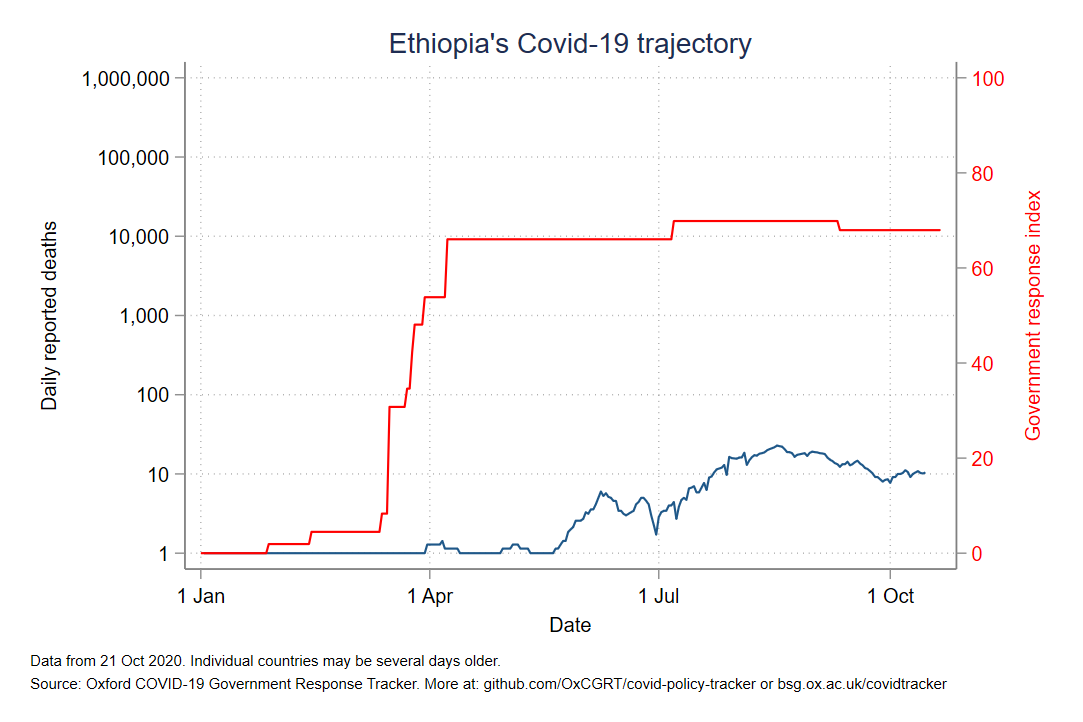 Ethiopia's Covid-19 trajectory
1,000,000
100,000
10,000
1,000
100
10
1
Daily reported deaths
100
80
60
40
20
0
Government response index
1 Jan
1 Apr
1 Jul
1 Oct
Date
Data from 21 Oct 2020. Individual countries may be several days older.
Source: Oxford COVID-19 Government Response Tracker. More at: github.com/OxCGRT/covid-policy-tracker or bsg.ox.ac.uk/covidtracker